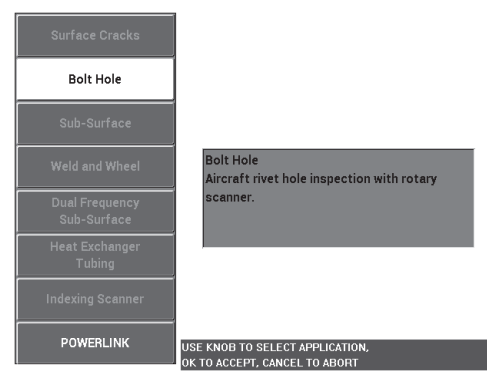 Surface Cracks
Bolt Hole
Sub-Surface
Weld and Wheel
Dual Frequency
Sub-Surface
Heat Exchanger
Tubing
Indexing Scanner
POWERLINK
Bolt Hole
Aircraft rivet hole inspection with rotary
scanner.
USE KNOB TO SELECT APPLICATION,
OK TO ACCEPT, CANCEL TO ABORT